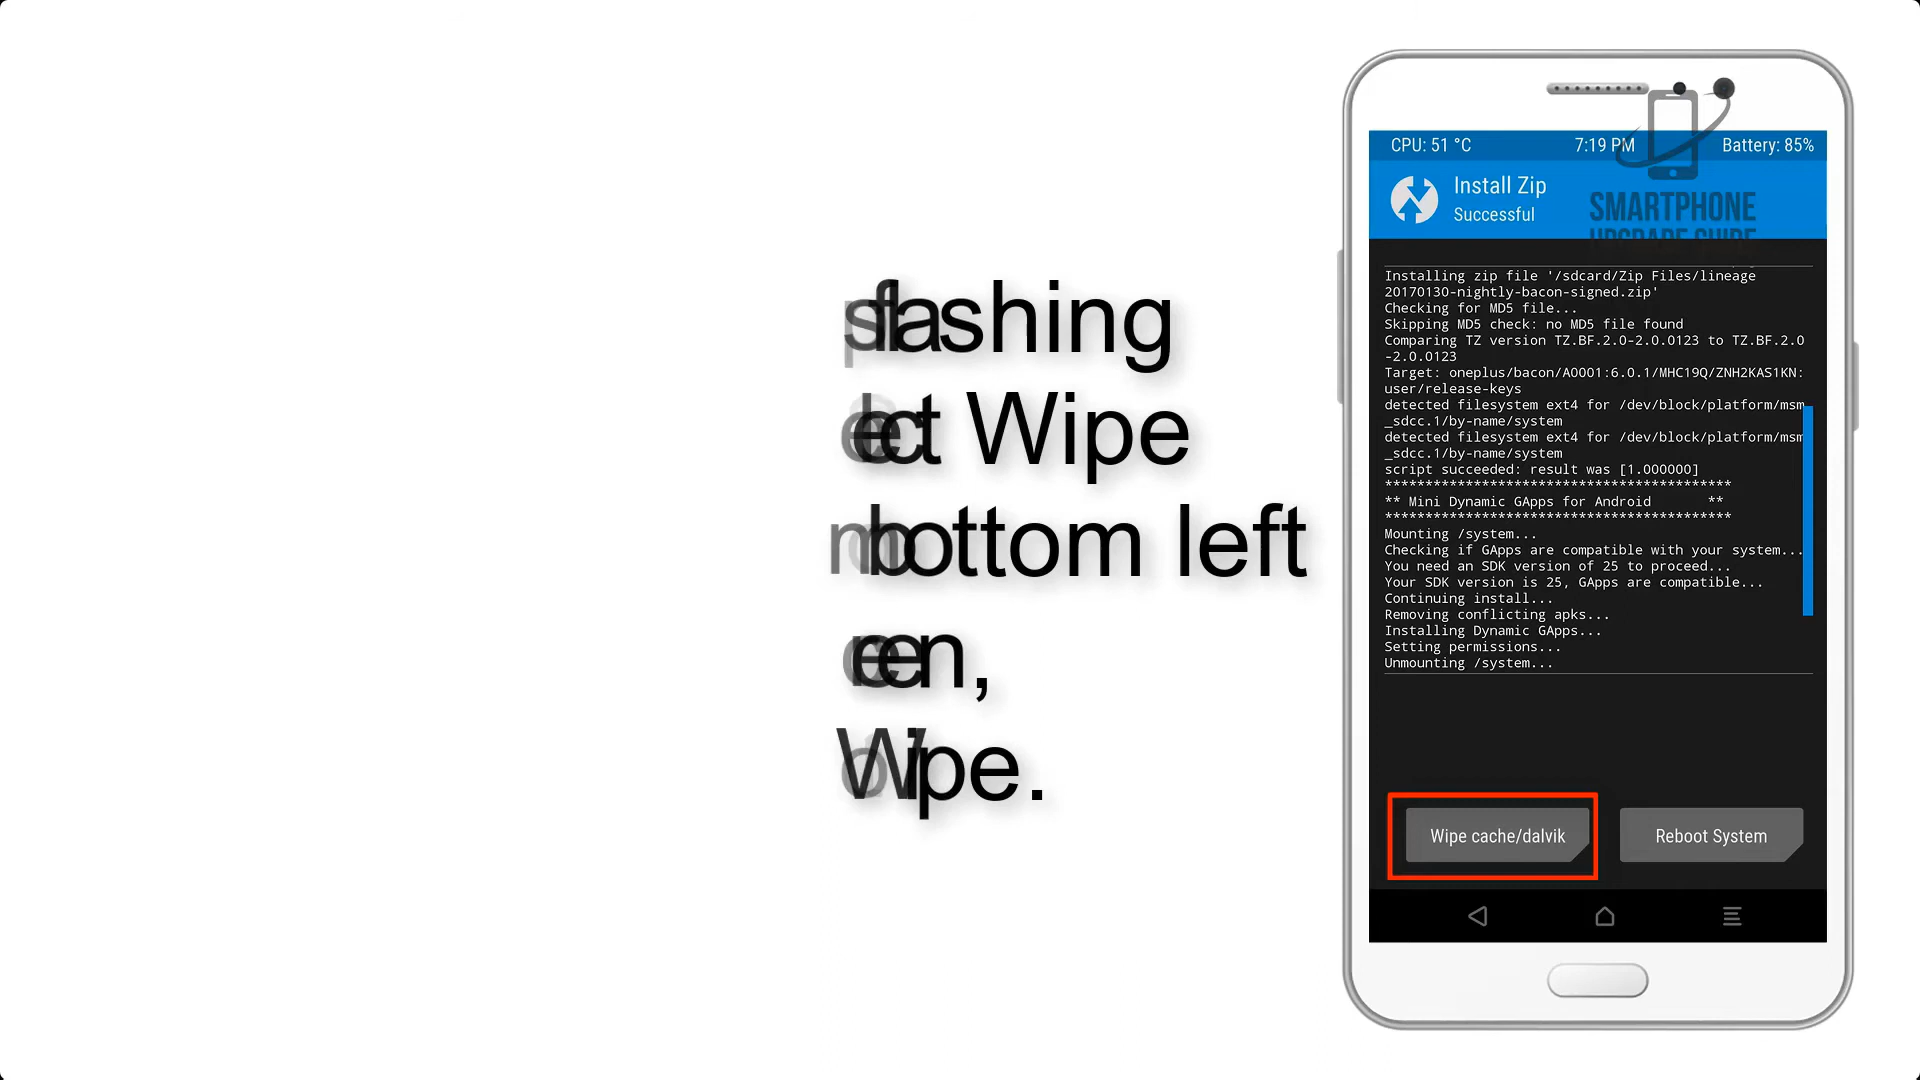 flashing
Wipe
bottom left
Wipe.
CPU: 51 °C
7:19 PM
Battery: 85%
Install Zip
Successful
SMARTPHONE
UPGRADE GUIDE
Installing zip file '/sdcard/Zip Files/lineage
20170130-nightly-bacon-signed.zip'
Checking for MD5 file...
Skipping MD5 check: no MD5 file found
Comparing TZ version TZ.BF.2.0-2.0.0123 to TZ.BF.2.0
-2.0.0123
Target: oneplus/bacon/A0001:6.0.1/MHC19Q/ZNH2KAS1KN:
user/release-keys
detected filesystem ext4 for /dev/block/platform/msm
_sdcc.1/by-name/system
detected filesystem ext4 for /dev/block/platform/msm
_sdcc.1/by-name/system
script succeeded: result was [1.000000]
*******************************************
** Mini Dynamic GApps for Android **
*******************************************
Mounting /system...
Checking if GApps are compatible with your system...
You need an SDK version of 25 to proceed...
Your SDK version is 25, GApps are compatible...
Continuing install...
Removing conflicting apks...
Installing Dynamic GApps...
Setting permissions...
Unmounting /system...
Wipe cache/dalvik
Reboot System